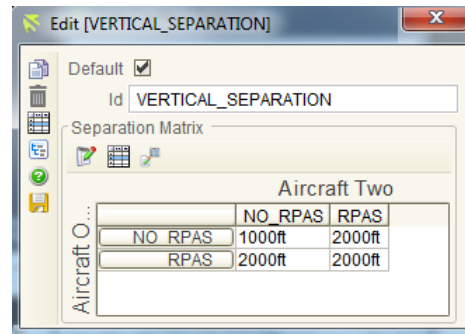 Edit [VERTICAL_SEPARATION]
Default
Id VERTICAL_SEPARATION
Separation Matrix
Aircraft Two
Aircraft O...
NO_RPAS RPAS
NO_RPAS 1000ft 2000ft
RPAS 2000ft 2000ft